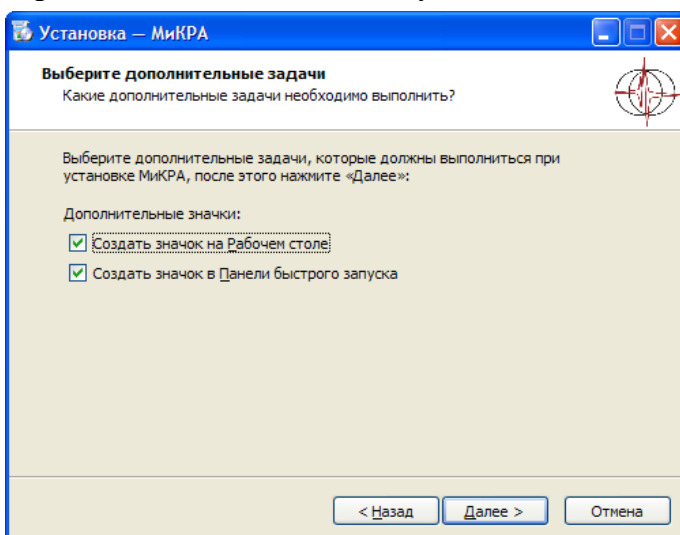 Установка — МиКРА
Выберите дополнительные задачи
Какие дополнительные задачи необходимо выполнить?
Выберите дополнительные задачи, которые должны выполниться при
установке МиКРА, после этого нажмите «Далее»:
Дополнительные значки:
Создать значок на Рабочем столе
Создать значок в Панели быстрого запуска
< Назад Далее > Отмена